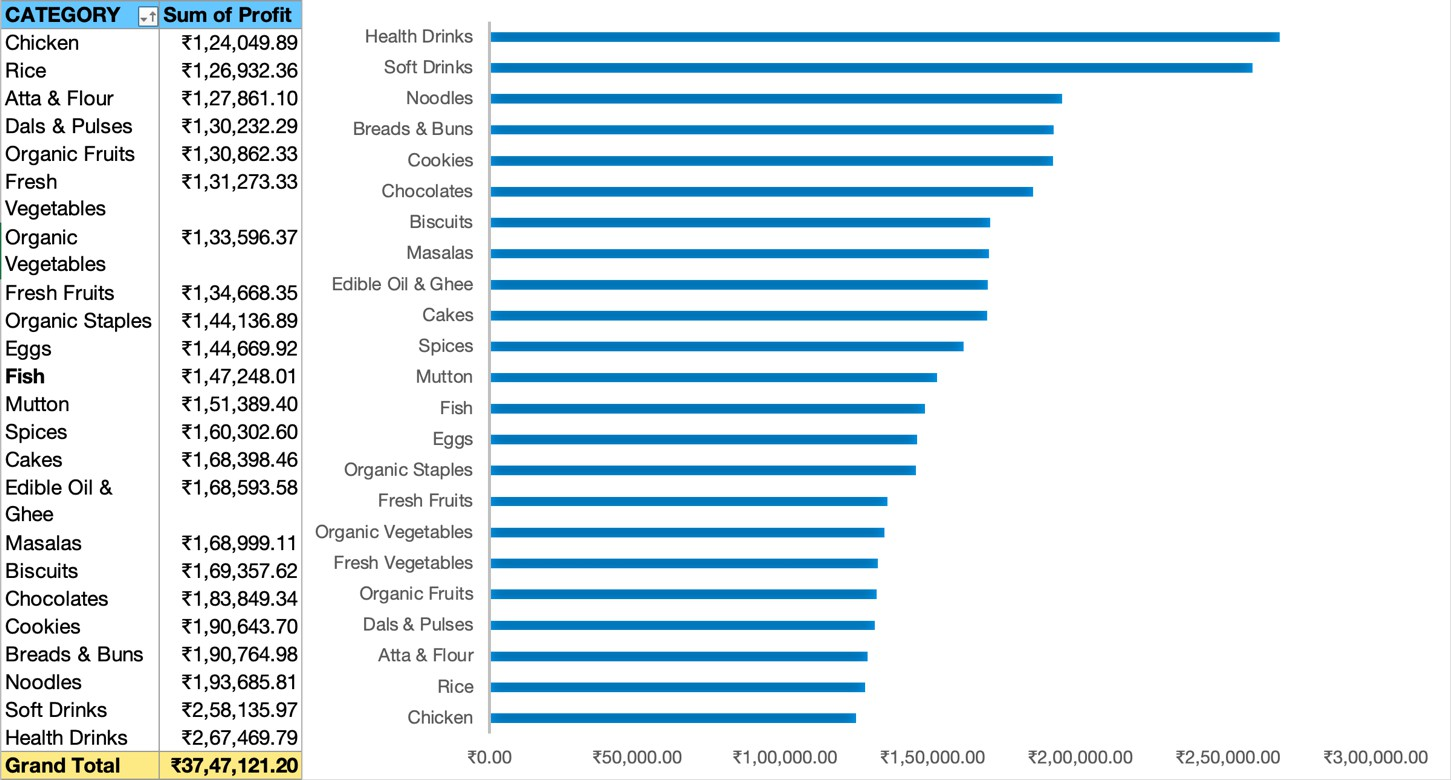 CATEGORY Sum of Profit
Chicken ₹1,24,049.89
Rice ₹1,26,932.36
Atta & Flour ₹1,27,861.10
Dals & Pulses ₹1,30,232.29
Organic Fruits ₹1,30,862.33
Fresh ₹1,31,273.33
Vegetables
Organic ₹1,33,596.37
Vegetables
Fresh Fruits ₹1,34,668.35
Organic Staples ₹1,44,136.89
Eggs ₹1,44,669.92
Fish ₹1,47,248.01
Mutton ₹1,51,389.40
Spices ₹1,60,302.60
Cakes ₹1,68,398.46
Edible Oil & ₹1,68,593.58
Ghee
Masalas ₹1,68,999.11
Biscuits ₹1,69,357.62
Chocolates ₹1,83,849.34
Cookies ₹1,90,643.70
Breads & Buns ₹1,90,764.98
Noodles ₹1,93,685.81
Soft Drinks ₹2,58,135.97
Health Drinks ₹2,67,469.79
Grand Total ₹37,47,121.20
Health Drinks
Soft Drinks
Noodles
Breads & Buns
Cookies
Chocolates
Biscuits
Masalas
Edible Oil & Ghee
Cakes
Spices
Mutton
Fish
Eggs
Organic Staples
Fresh Fruits
Organic Vegetables
Fresh Vegetables
Organic Fruits
Dals & Pulses
Atta & Flour
Rice
Chicken
₹0.00 ₹50,000.00 ₹1,00,000.00 ₹1,50,000.00 ₹2,00,000.00 ₹2,50,000.00 ₹3,00,000.00